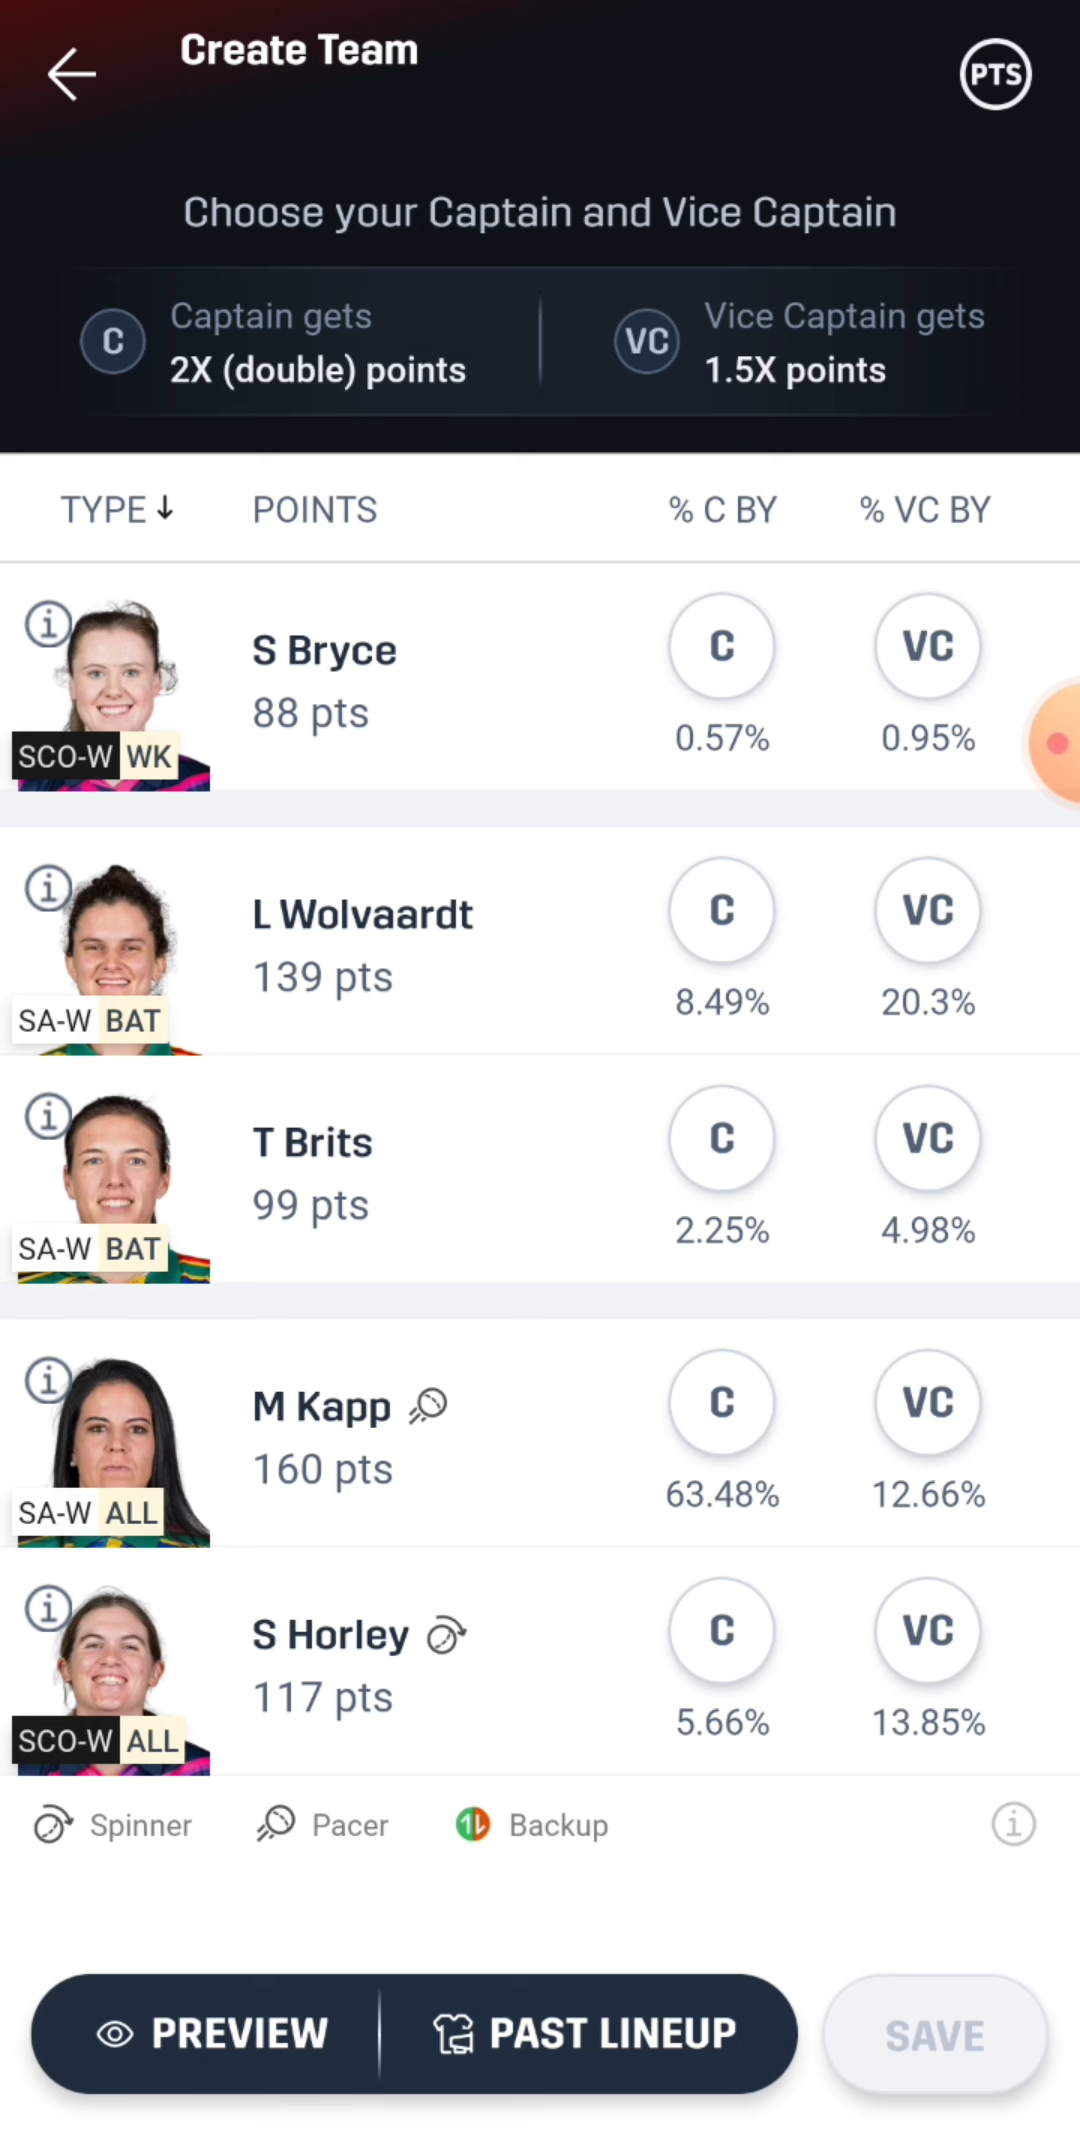 Create Team
PTS
Choose your Captain and Vice Captain
C
Captain gets
2X (double) points
VC
Vice Captain gets
1.5X points
TYPE POINTS % C BY % VC BY
S Bryce
88 pts
SCO-W WK
C
0.57%
VC
0.95%
L Wolvaardt
139 pts
SA-W BAT
C
8.49%
VC
20.3%
T Brits
99 pts
SA-W BAT
C
2.25%
VC
4.98%
M Kapp
160 pts
SA-W ALL
C
63.48%
VC
12.66%
S Horley
117 pts
SCO-W ALL
C
5.66%
VC
13.85%
Spinner Pacer Backup
PREVIEW PAST LINEUP SAVE